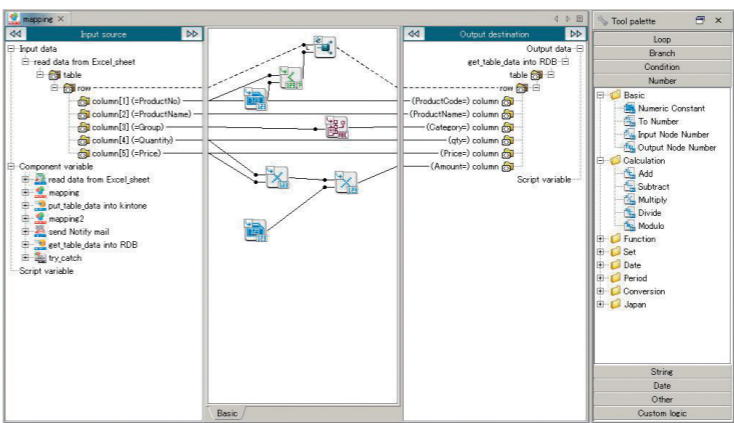 mapping
Input source
Output destination
Input data
read data from Excel_sheet
table
row
column[1] (=ProductNo)
column[2] (=ProductName)
column[3] (=Group)
column[4] (=Quantity)
column[5] (=Price)
Component variable
read data from Excel_sheet
mapping
put_table_data into kintone
mapping2
send Notify mail
get_table_data into RDB
try_catch
Script variable
Basic
Output data
get_table_data into RDB
table
row
(ProductCode=) column
(ProductName=) column
(Category=) column
(qty=) column
(Price=) column
(Amount=) column
Script variable
Tool palette
Loop
Branch
Condition
Number
Basic
Numeric Constant
To Number
Input Node Number
Output Node Number
Calculation
Add
Subtract
Multiply
Divide
Modulo
Function
Set
Date
Period
Conversion
Japan
String
Date
Other
Custom logic